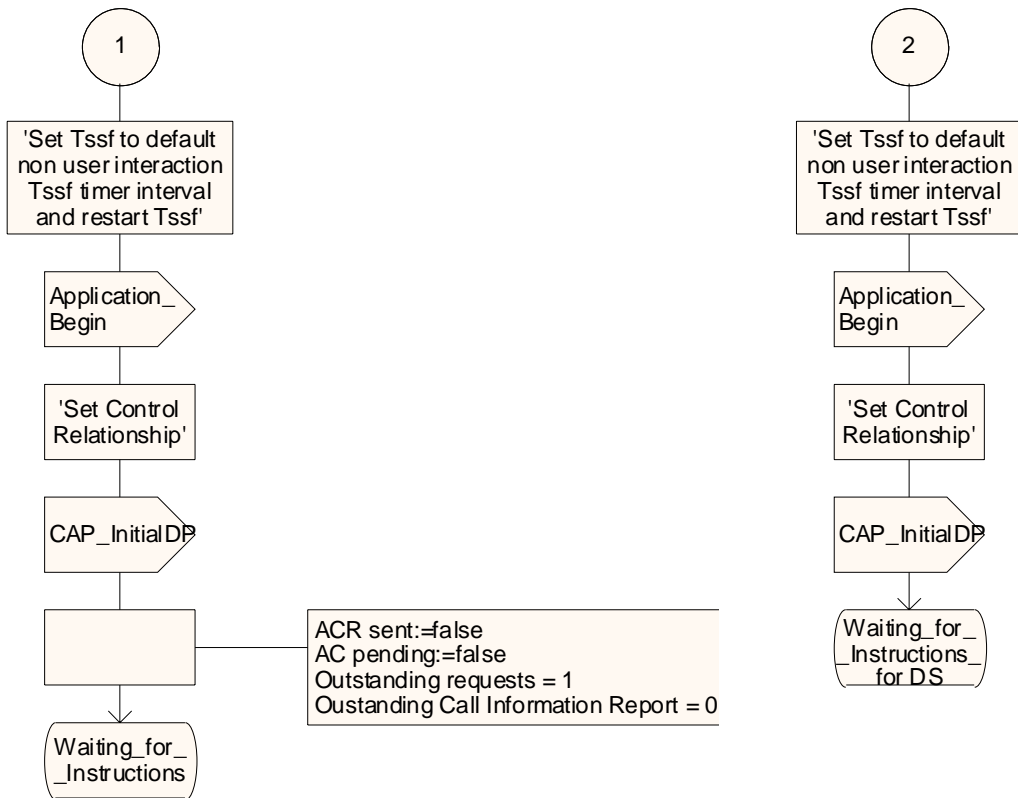 1
'Set Tssf to default
non user interaction
Tssf timer interval
and restart Tssf'
Application_
Begin
'Set Control
Relationship'
CAP_InitialDP
ACR sent:=false
AC pending:=false
Outstanding requests = 1
Oustanding Call Information Report = 0
Waiting_for_
_Instructions
2
'Set Tssf to default
non user interaction
Tssf timer interval
and restart Tssf'
Application_
Begin
'Set Control
Relationship'
CAP_InitialDP
Waiting_for_
_Instructions_
_for DS